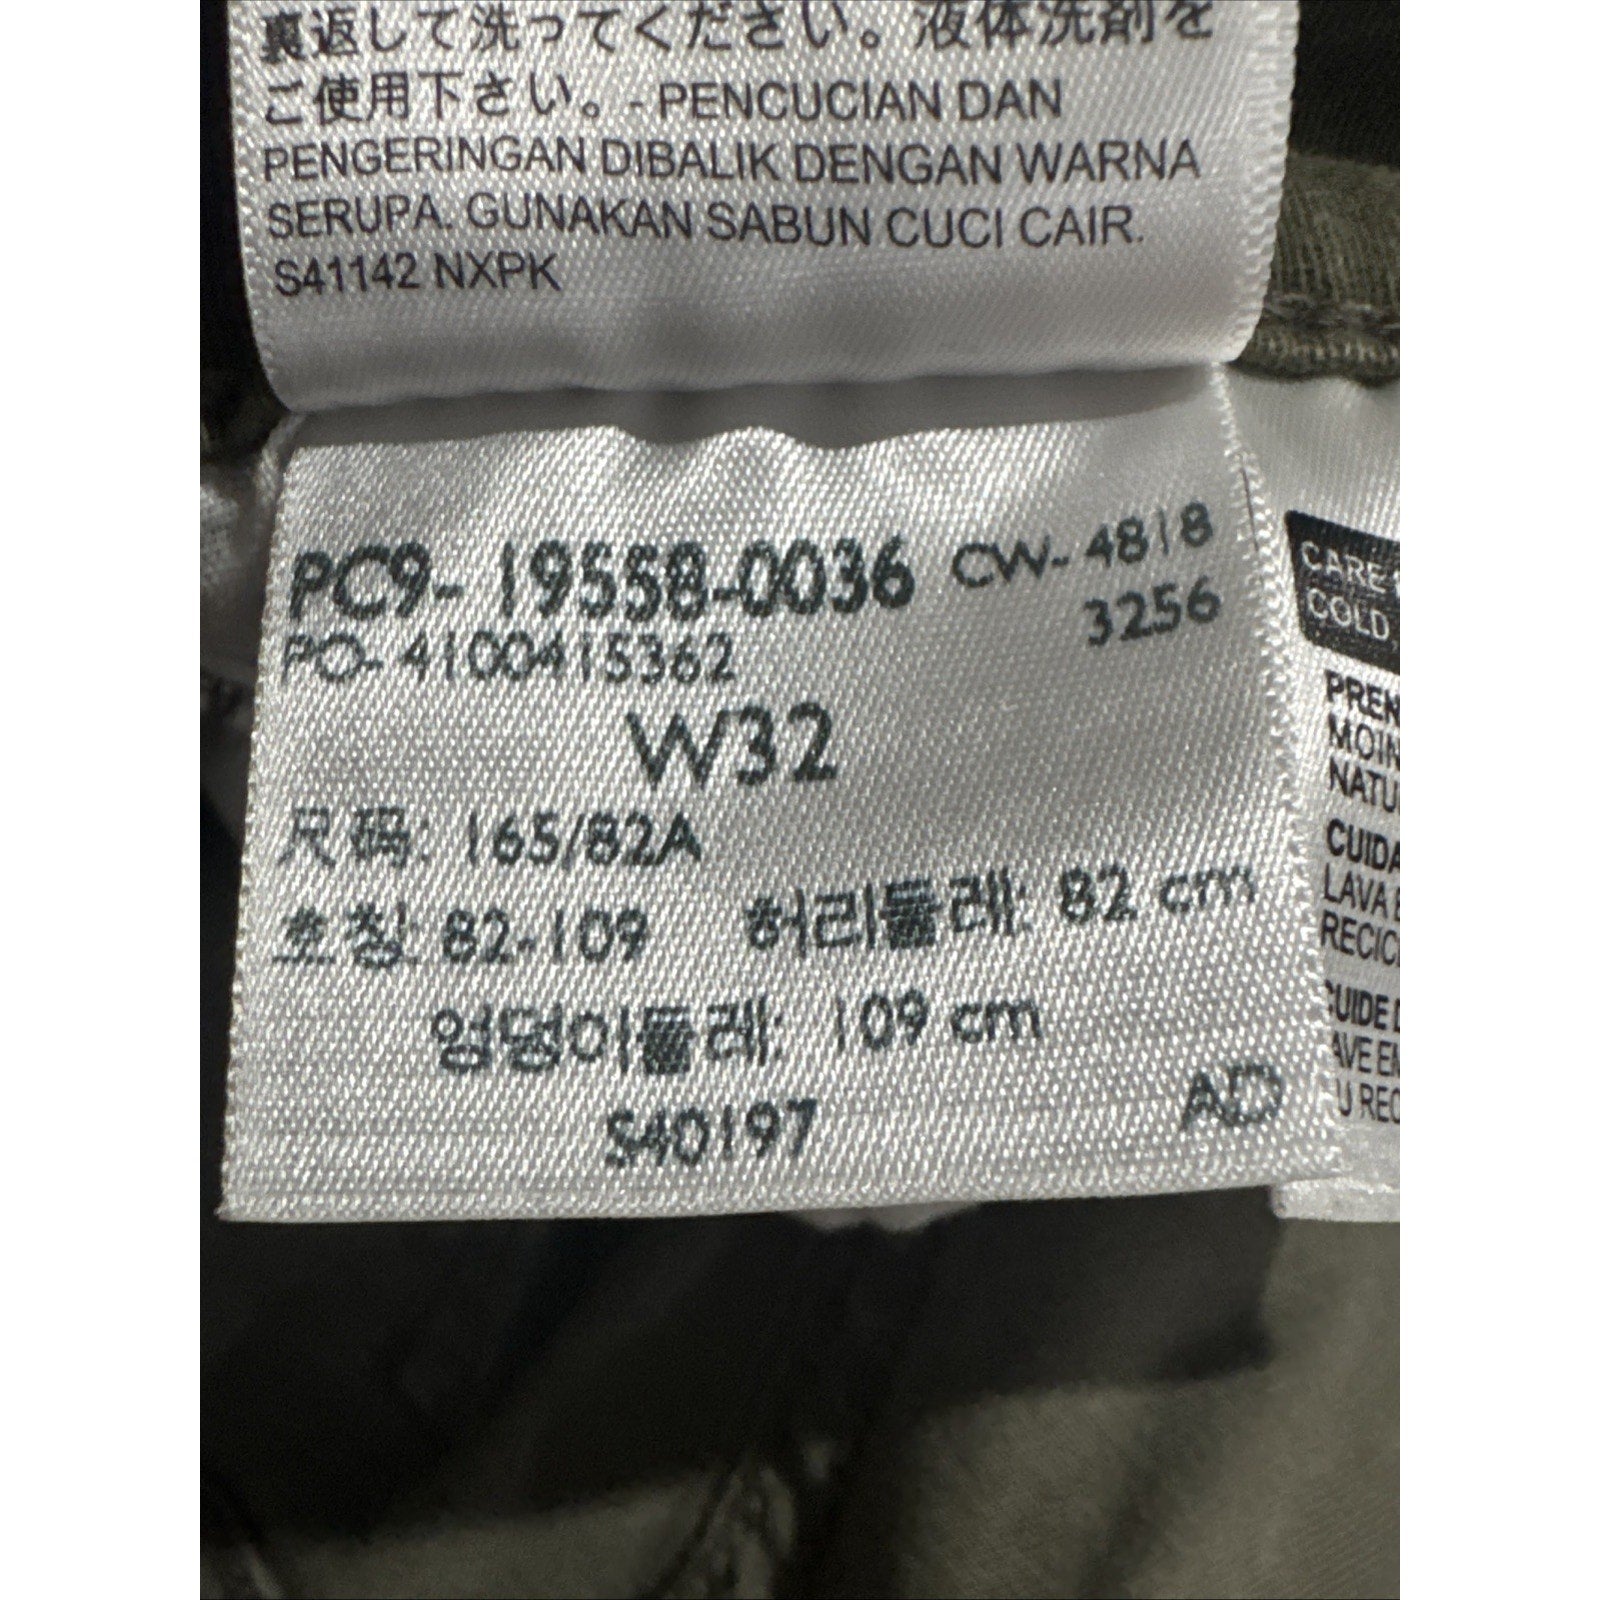 裏返して洗ってください。液体洗剤を
ご使用下さい。- PENCUCIAN DAN
PENGERINGAN DIBALIK DENGAN WARNA
SERUPA. GUNAKAN SABUN CUCI CAIR.
S41142 NXPK
PC9-19558-0036 CW-4818
PO-4100415362 3256
W32
尺码: 165/82A
호칭: 82-109 허리둘레: 82 cm
엉덩이둘레: 109 cm
S40197 AD
CARE
COLD,
PREN
MOIN
NATU
CUIDA
LAVA E
RECIC
GUIDE D
AVE EN
U REC